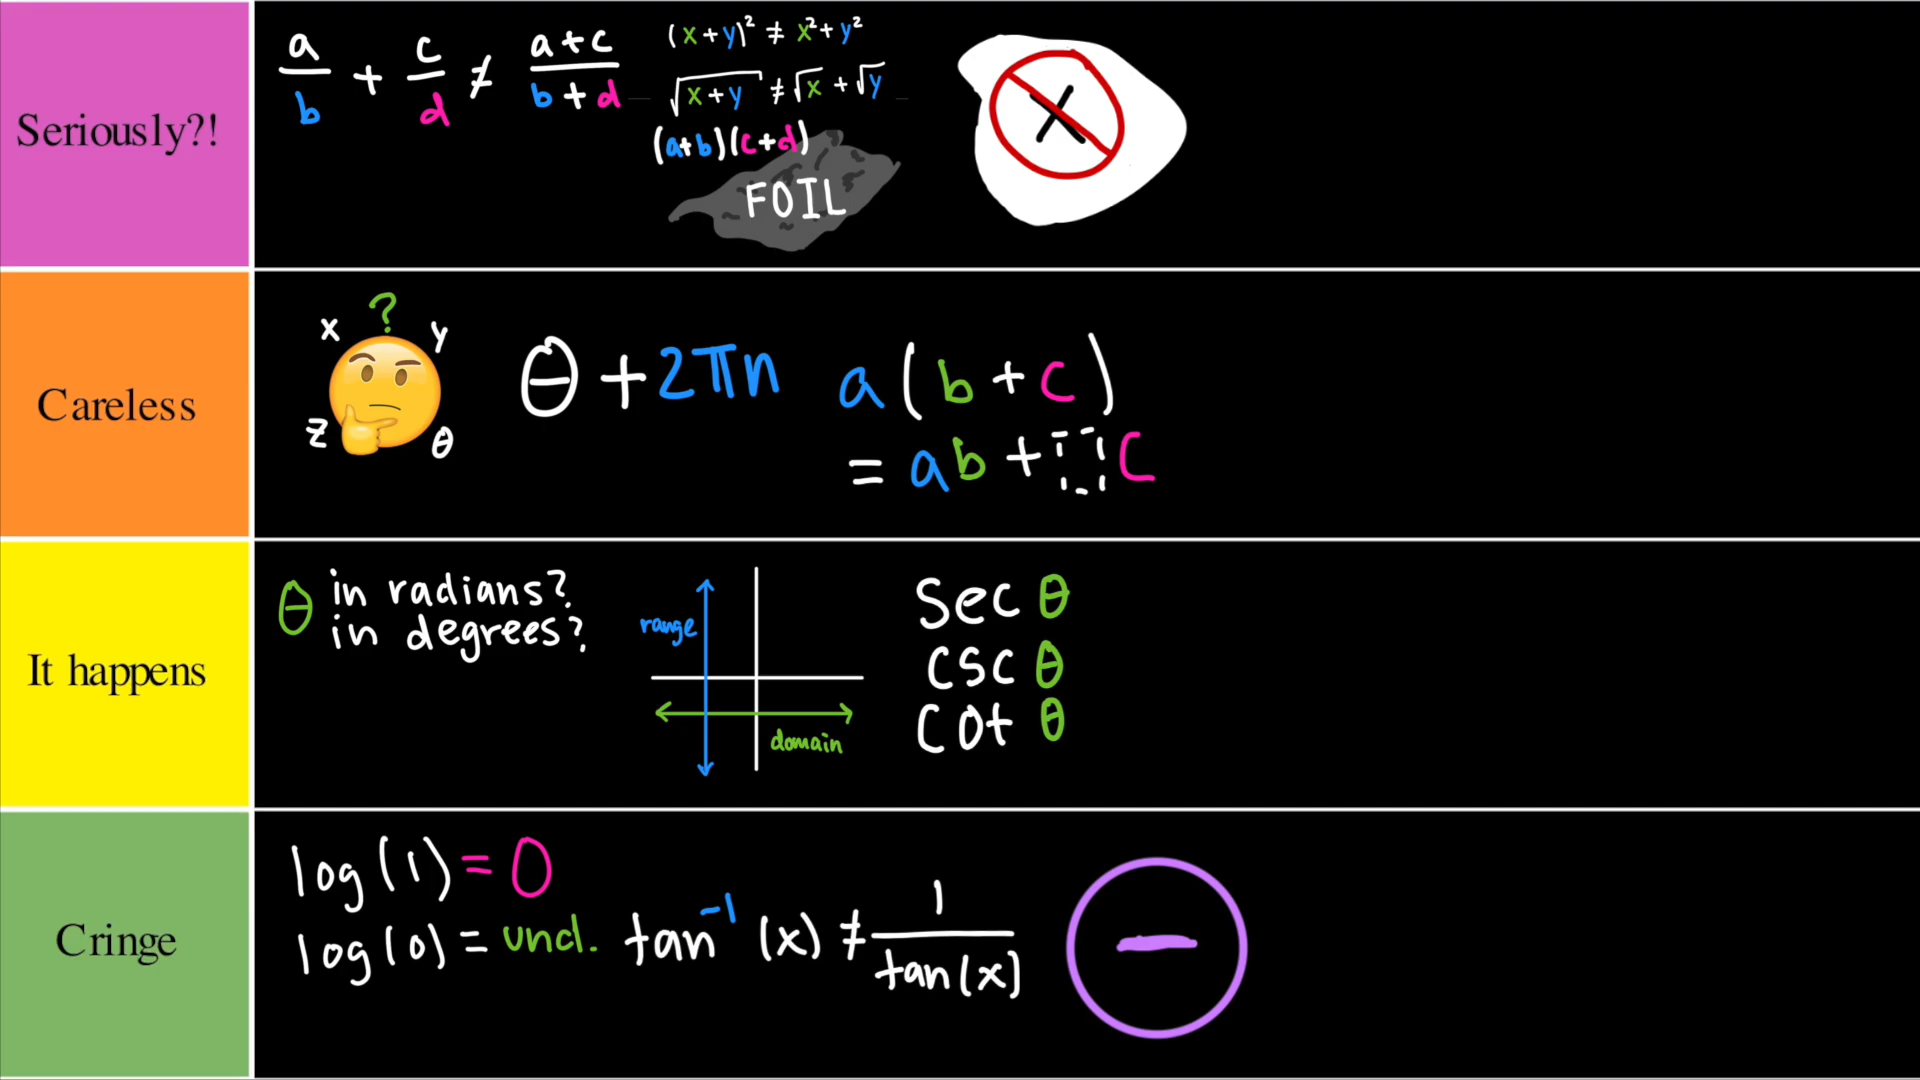 Seriously?!
a/b + c/d ≠ a+c/b+d
(x+y)² ≠ x²+y²
√x+y ≠ √x + √y
(a+b)(c+d)
FOIL
X
Careless
?
x y
z θ
θ + 2πn
a(b+c)
= ab + c
It happens
θ in radians?
in degrees?
range
domain
Sec θ
csc θ
cot θ
Cringe
log(1) = 0
log(0) = und.
tan⁻¹(x) ≠ 1/tan(x)
−